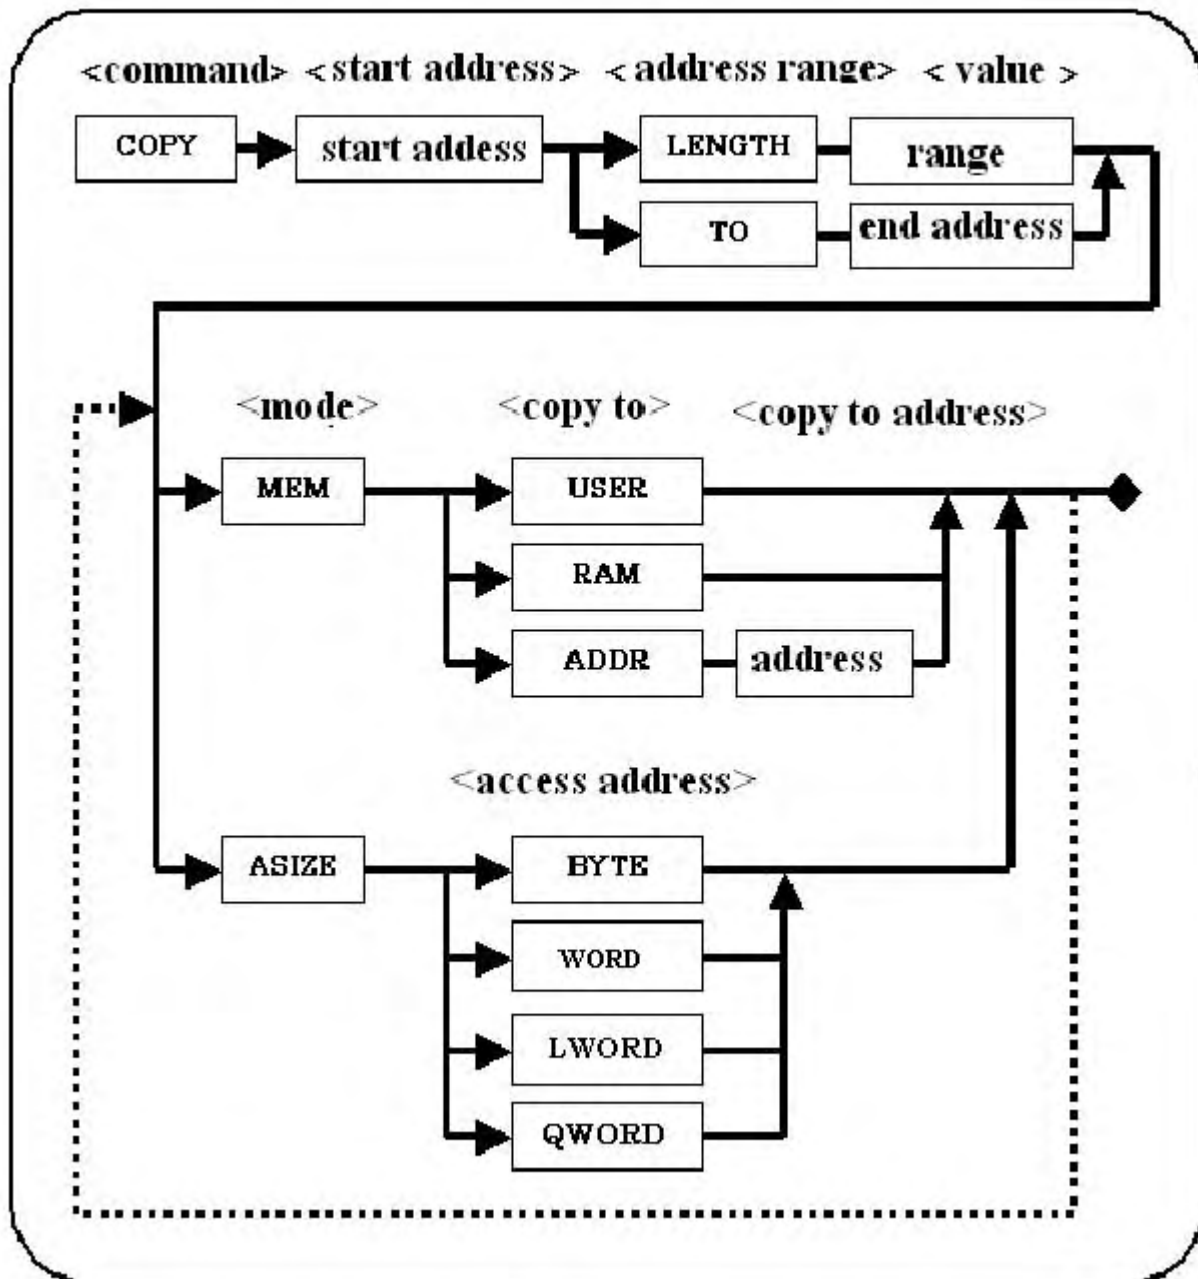 <command> <start address> <address range> <value>
COPY start addess LENGTH range
TO end address
<mode> <copy to> <copy to address>
MEM USER
RAM
ADDR address
<access address>
ASIZE BYTE
WORD
LWORD
QWORD